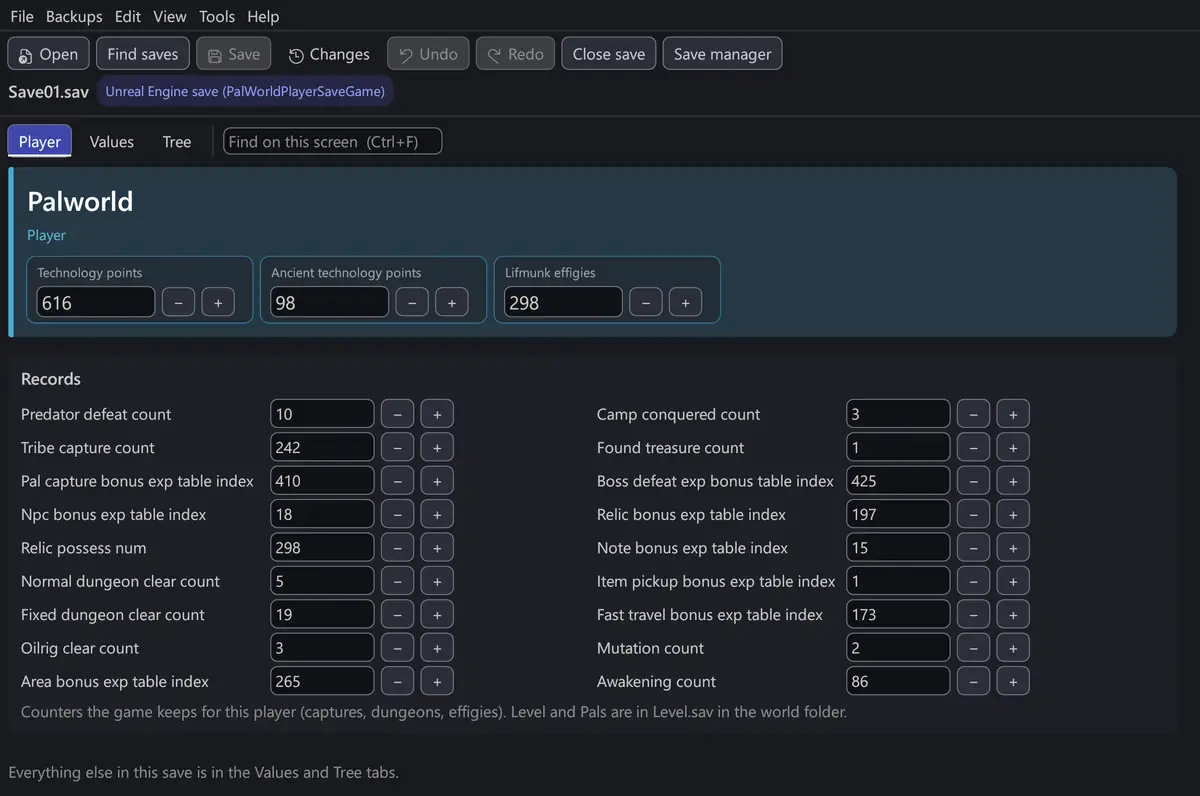 File Backups Edit View Tools Help
Open Find saves Save Changes Undo Redo Close save Save manager
Save01.sav Unreal Engine save (PalWorldPlayerSaveGame)
Player Values Tree Find on this screen (Ctrl+F)
Palworld
Player
Technology points Ancient technology points Lifmunk effigies
616 − + 98 − + 298 − +
Records
Predator defeat count 10 − + Camp conquered count 3 − +
Tribe capture count 242 − + Found treasure count 1 − +
Pal capture bonus exp table index 410 − + Boss defeat exp bonus table index 425 − +
Npc bonus exp table index 18 − + Relic bonus exp table index 197 − +
Relic possess num 298 − + Note bonus exp table index 15 − +
Normal dungeon clear count 5 − + Item pickup bonus exp table index 1 − +
Fixed dungeon clear count 19 − + Fast travel bonus exp table index 173 − +
Oilrig clear count 3 − + Mutation count 2 − +
Area bonus exp table index 265 − + Awakening count 86 − +
Counters the game keeps for this player (captures, dungeons, effigies). Level and Pals are in Level.sav in the world folder.
Everything else in this save is in the Values and Tree tabs.